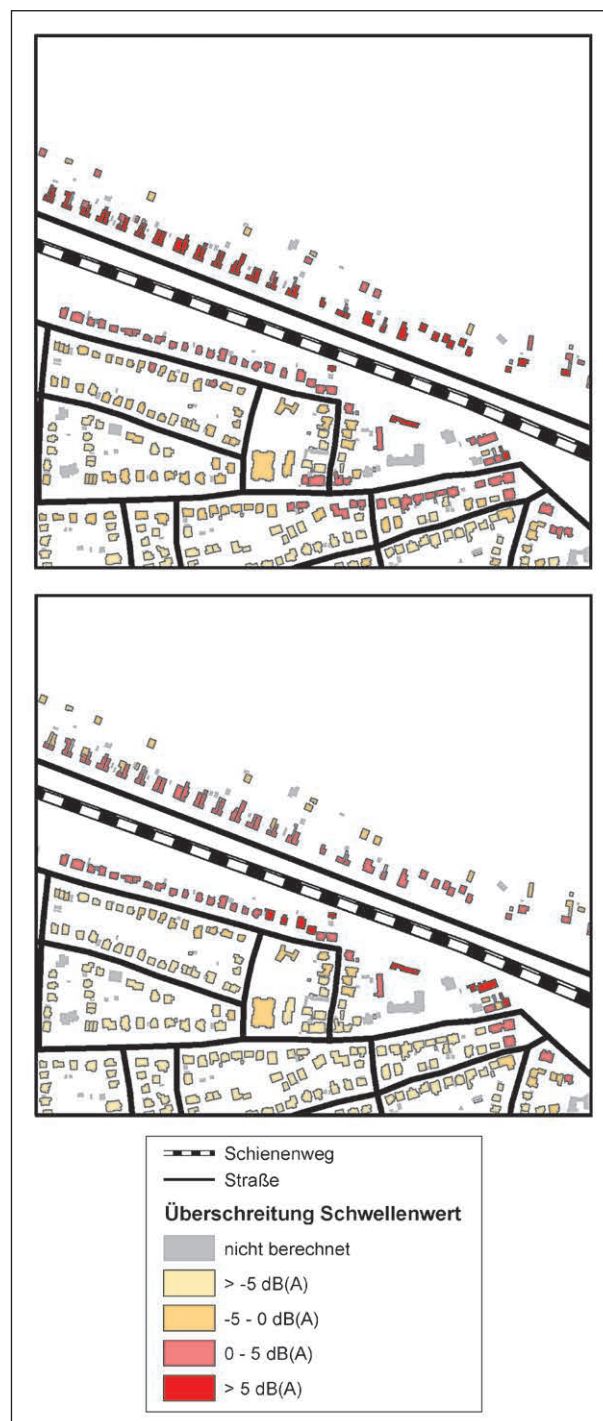 Schienenweg
Straße
Überschreitung Schwellenwert
nicht berechnet
> -5 dB(A)
-5 - 0 dB(A)
0 - 5 dB(A)
> 5 dB(A)